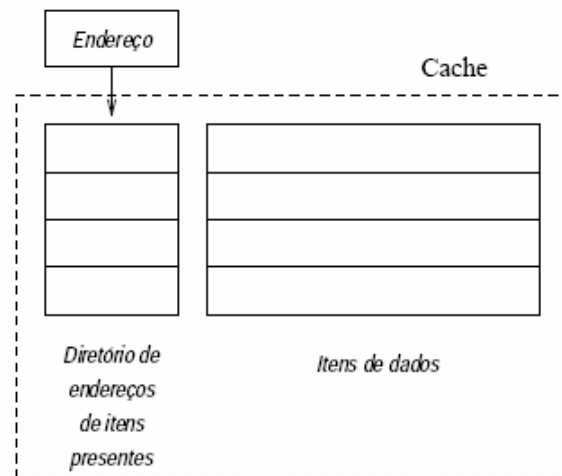 Endereço
Cache
Diretório de
endereços
de itens
presentes
Itens de dados